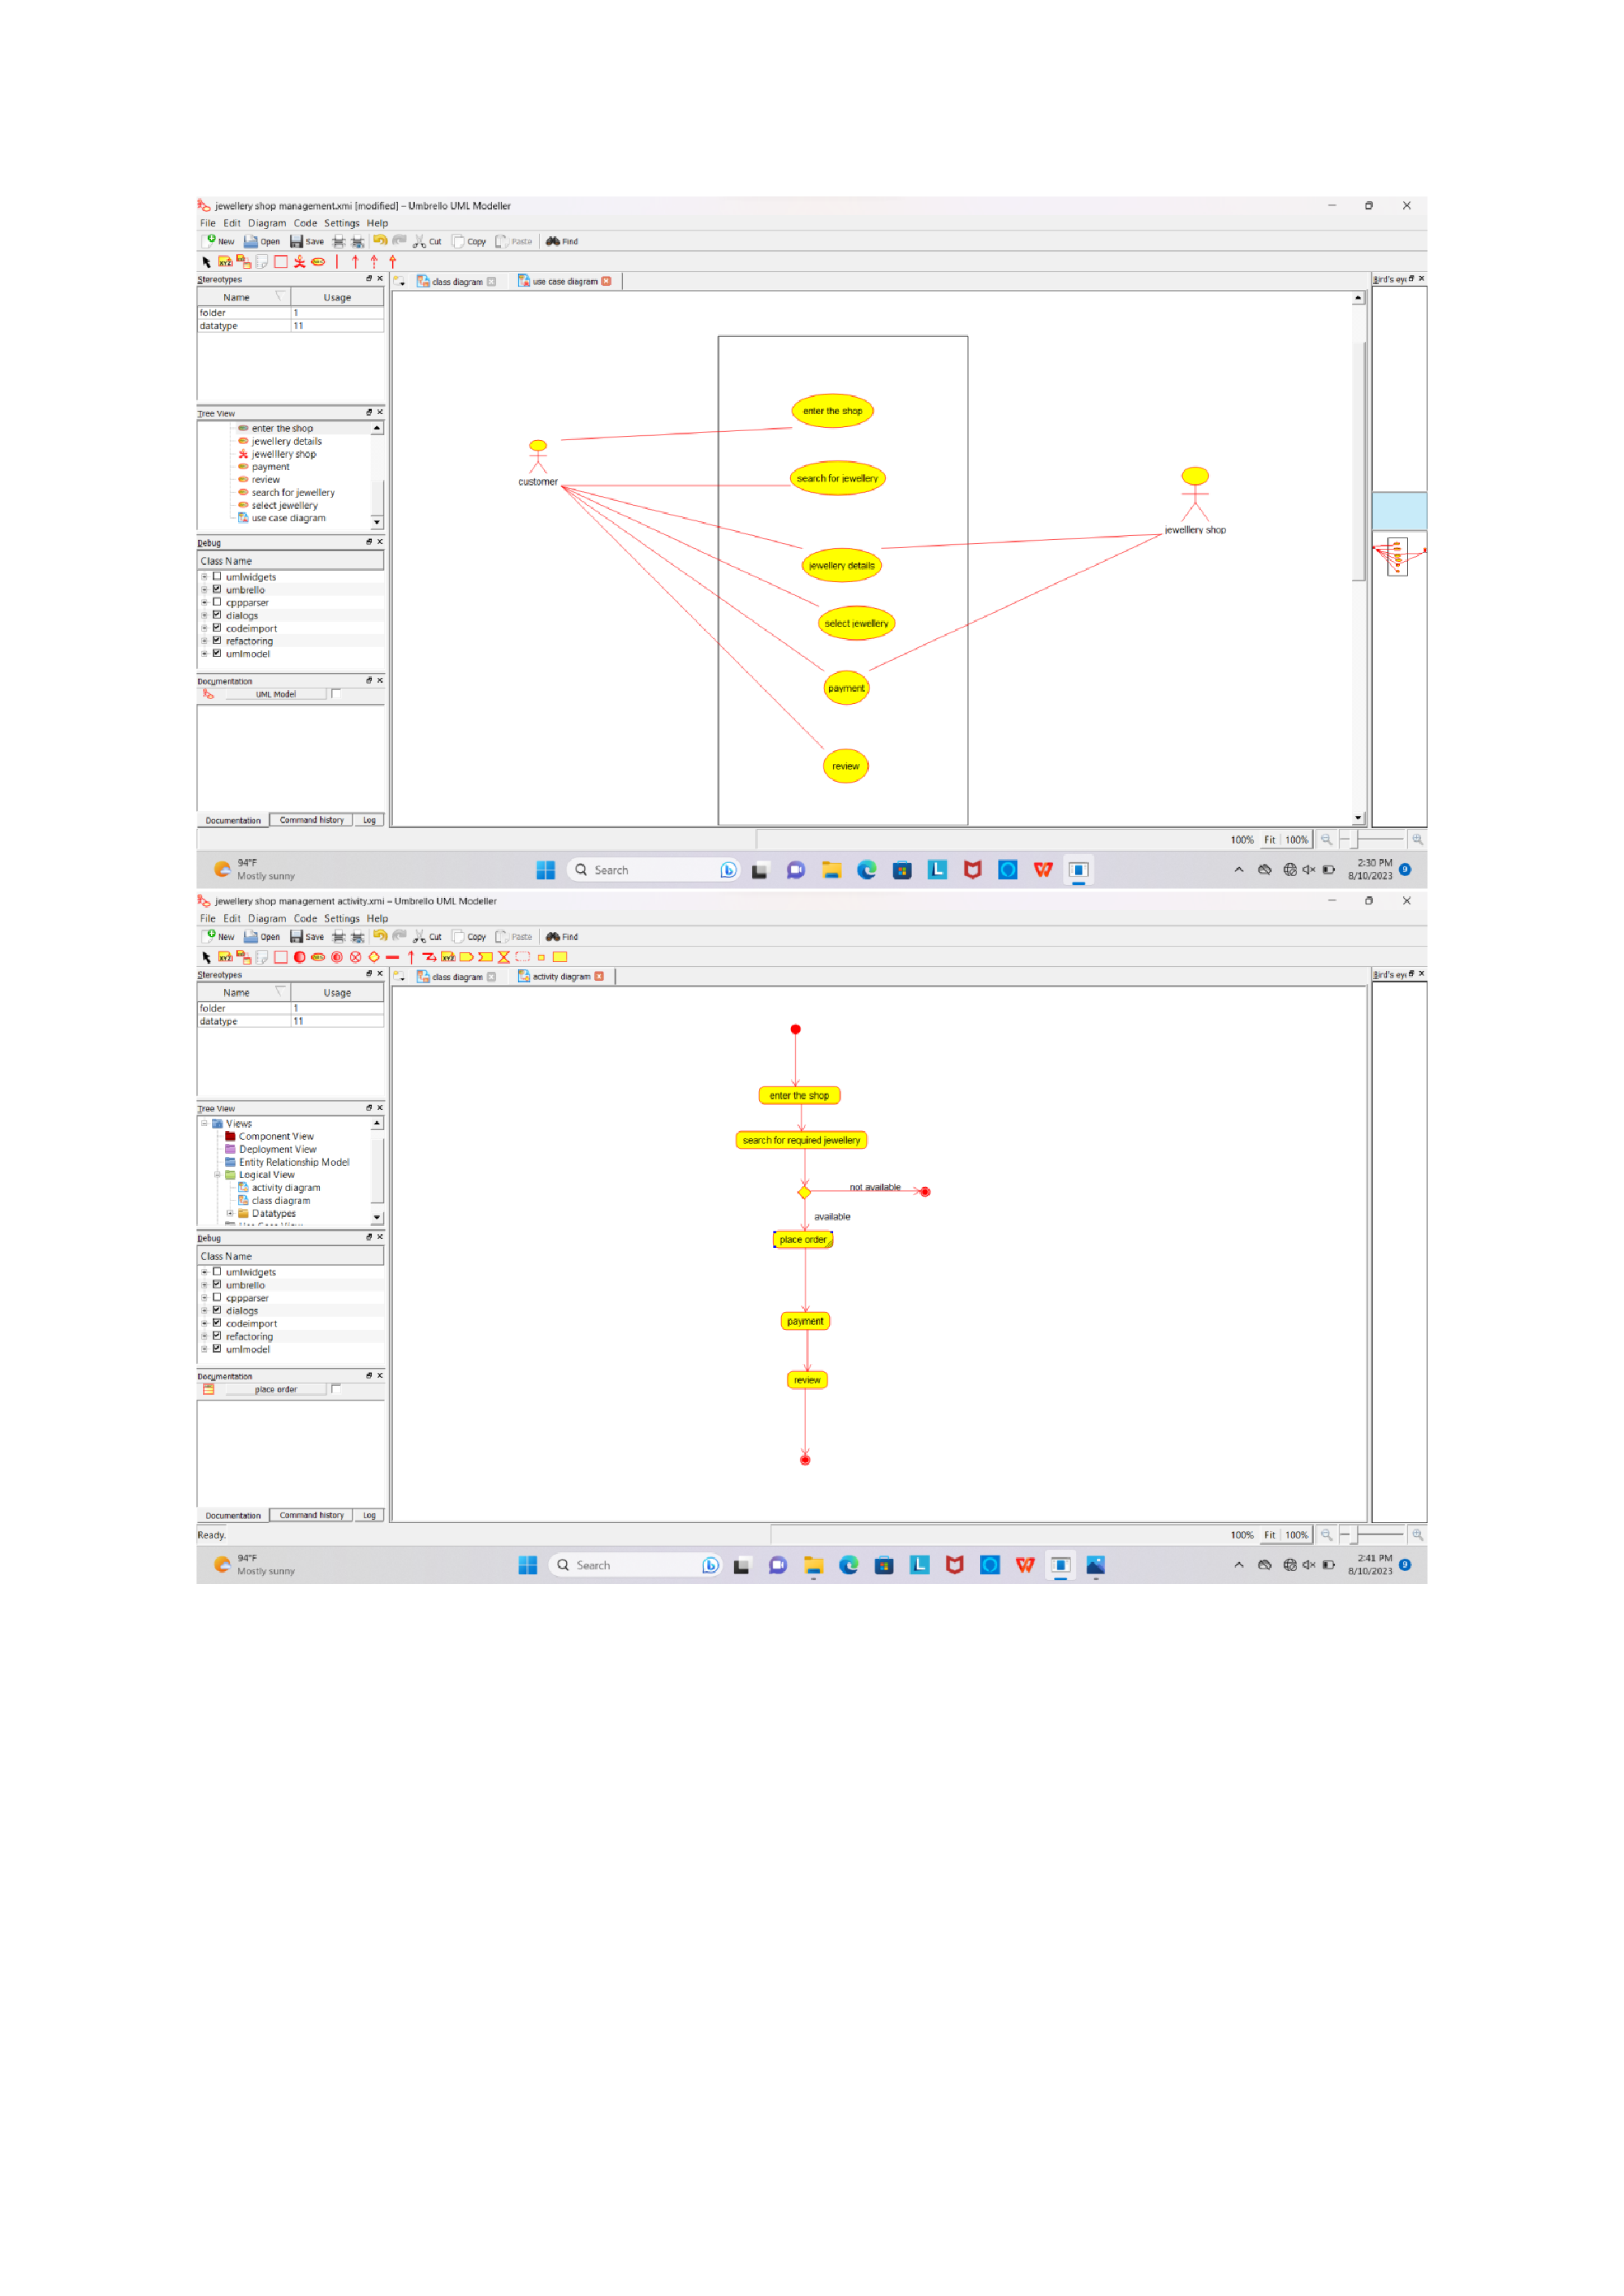 jewellery shop management.xmi [modified] – Umbrello UML Modeller
File Edit Diagram Code Settings Help
New Open Save Cut Copy Paste Find
Stereotypes
class diagram
use case diagram
Bird's eye
Name Usage
folder 1
datatype 11
Tree View
enter the shop
jewellery details
jewelllery shop
payment
review
search for jewellery
select jewellery
use case diagram
Debug
Class Name
umlwidgets
umbrello
cppparser
dialogs
codeimport
refactoring
umlmodel
Documentation
UML Model
Documentation Command history Log
enter the shop
customer
search for jewellery
jewelllery shop
jewellery details
select jewellery
payment
review
100% Fit 100%
94°F
Mostly sunny
Search
2:30 PM
8/10/2023
9
jewellery shop management activity.xmi – Umbrello UML Modeller
File Edit Diagram Code Settings Help
New Open Save Cut Copy Paste Find
Stereotypes
class diagram
activity diagram
Bird's eye
Name Usage
folder 1
datatype 11
Tree View
Views
Component View
Deployment View
Entity Relationship Model
Logical View
activity diagram
class diagram
Datatypes
Debug
Class Name
umlwidgets
umbrello
cppparser
dialogs
codeimport
refactoring
umlmodel
Documentation
place order
Documentation Command history Log
enter the shop
search for required jewellery
not available
available
place order
payment
review
Ready.
100% Fit 100%
94°F
Mostly sunny
Search
2:41 PM
8/10/2023
9